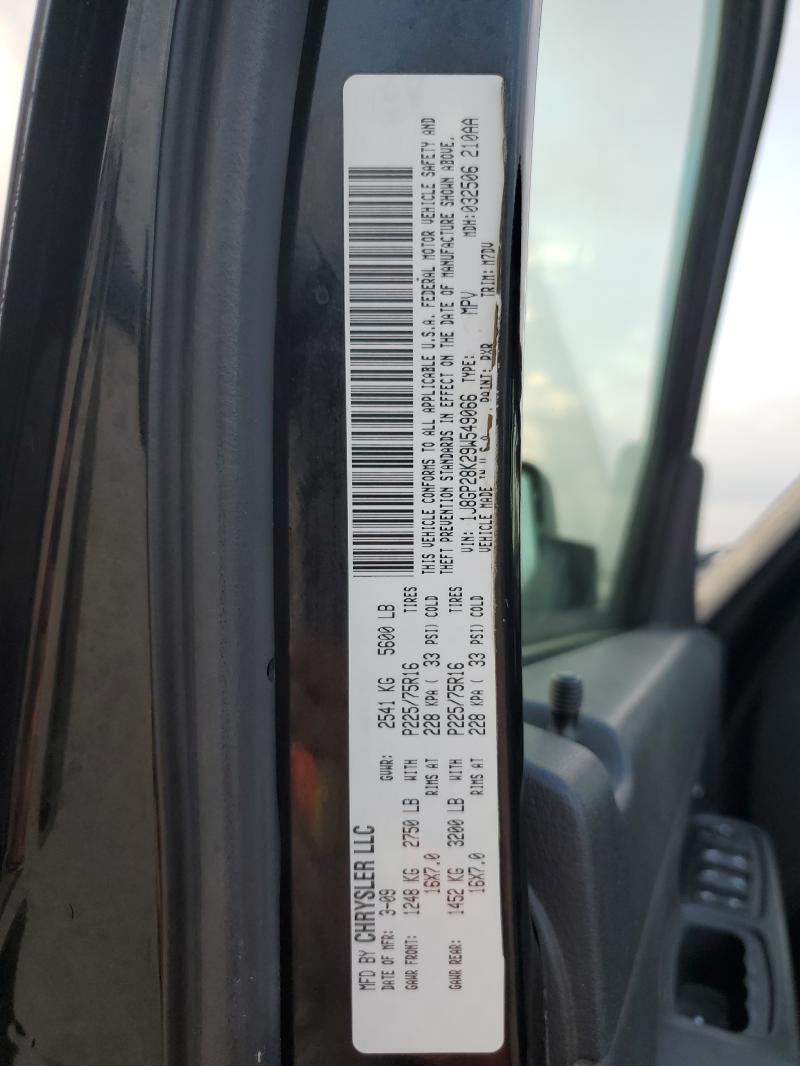 MFD BY CHRYSLER LLC
DATE OF MFR: 3-09 GVWR: 2541 KG 5600 LB
GAWR FRONT: 1248 KG 2750 LB WITH P225/75R16 TIRES
16X7.0 RIMS AT 228 KPA ( 33 PSI) COLD
GAWR REAR: 1452 KG 3200 LB WITH P225/75R16 TIRES
16X7.0 RIMS AT 228 KPA ( 33 PSI) COLD
THIS VEHICLE CONFORMS TO ALL APPLICABLE U.S.A. FEDERAL MOTOR VEHICLE SAFETY AND
THEFT PREVENTION STANDARDS IN EFFECT ON THE DATE OF MANUFACTURE SHOWN ABOVE.
VIN: 1J8GP28K29W549066 TYPE: MPV MDH:032506 210AA
VEHICLE MADE PAINT: PXR TRIM: M7DV